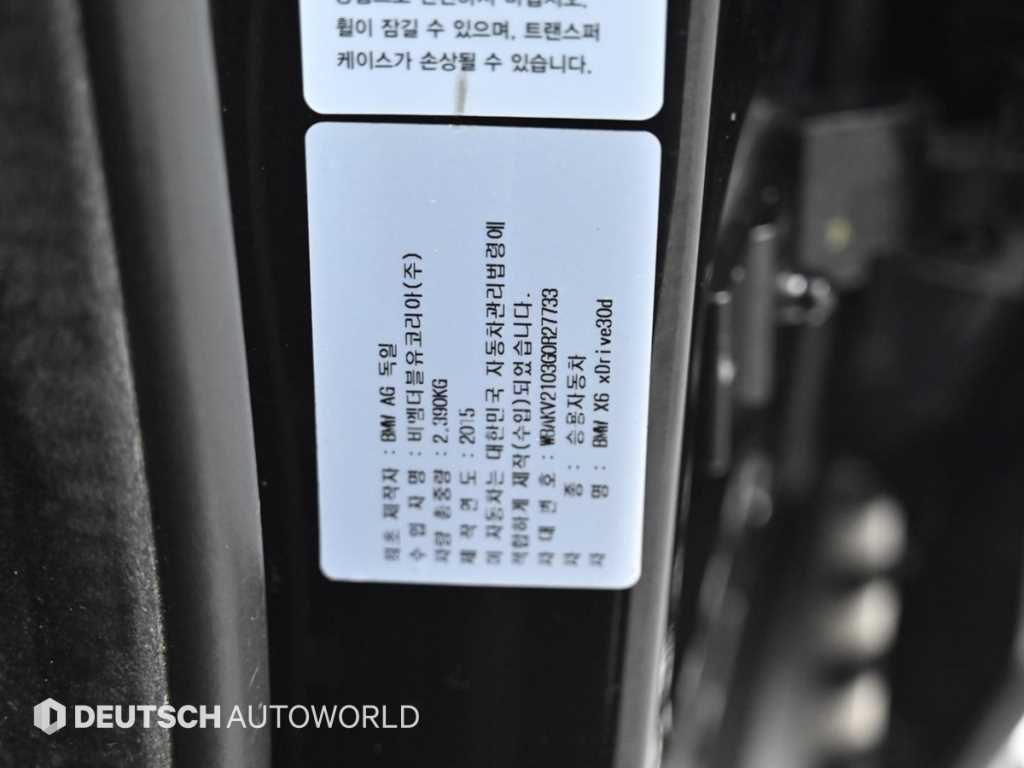 휠이 잠길 수 있으며, 트랜스퍼
케이스가 손상될 수 있습니다.
최초 제작자 : BMW AG 독일
수 입 자 명 : 비엠더블유코리아(주)
차량 총중량 : 2,390KG
제 작 연 도 : 2015
이 자동차는 대한민국 자동차관리법령에
적합하게 제작(수입)되었습니다.
차 대 번 호 : WBAKV2103G0R27733
차 종 : 승용자동차
차 명 : BMW X6 xDrive30d
DEUTSCH AUTOWORLD